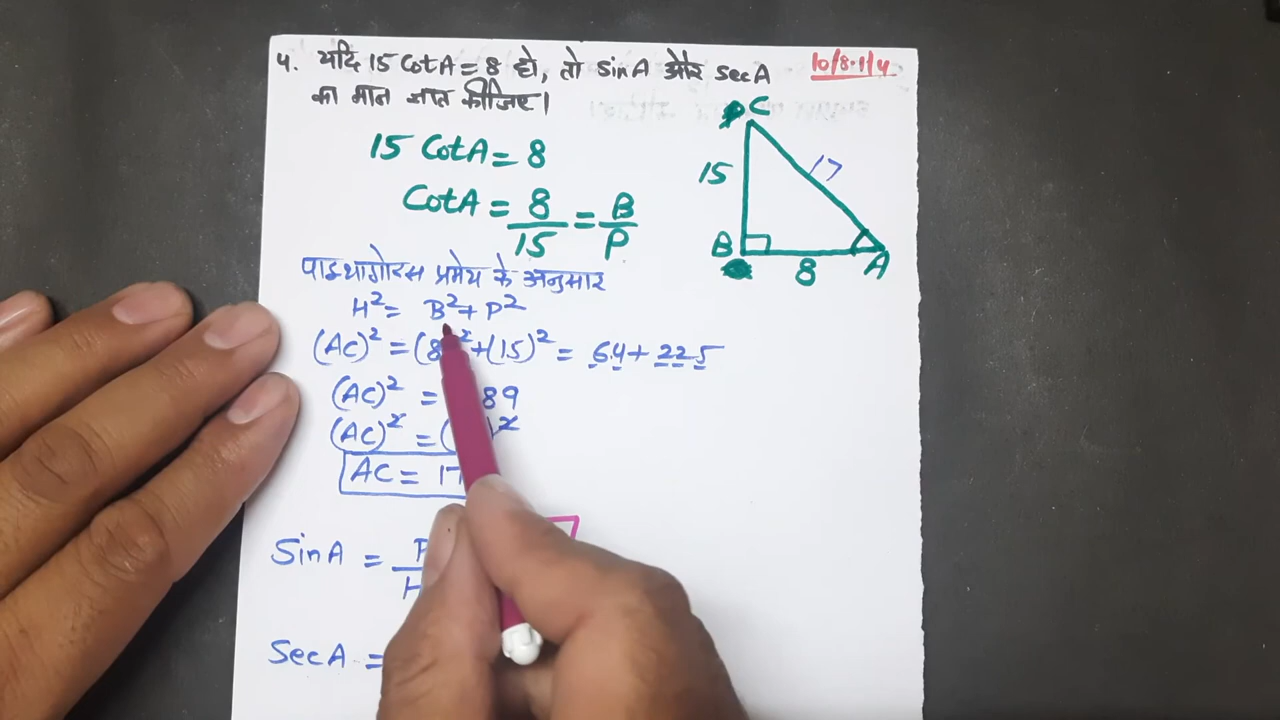 4. यदि 15 CotA = 8 हो, तो sinA और secA
का मान ज्ञात कीजिए।
10/8.1/4
15 CotA = 8
CotA = 8/15 = B/P
C
15
17
B
8
A
पाइथागोरस प्रमेय के अनुसार
H² = B² + P²
(AC)² = (8)² + (15)² = 64 + 225
(AC)² = 89
(AC)² = ( )²
AC = 17
SinA = P/H
SecA =